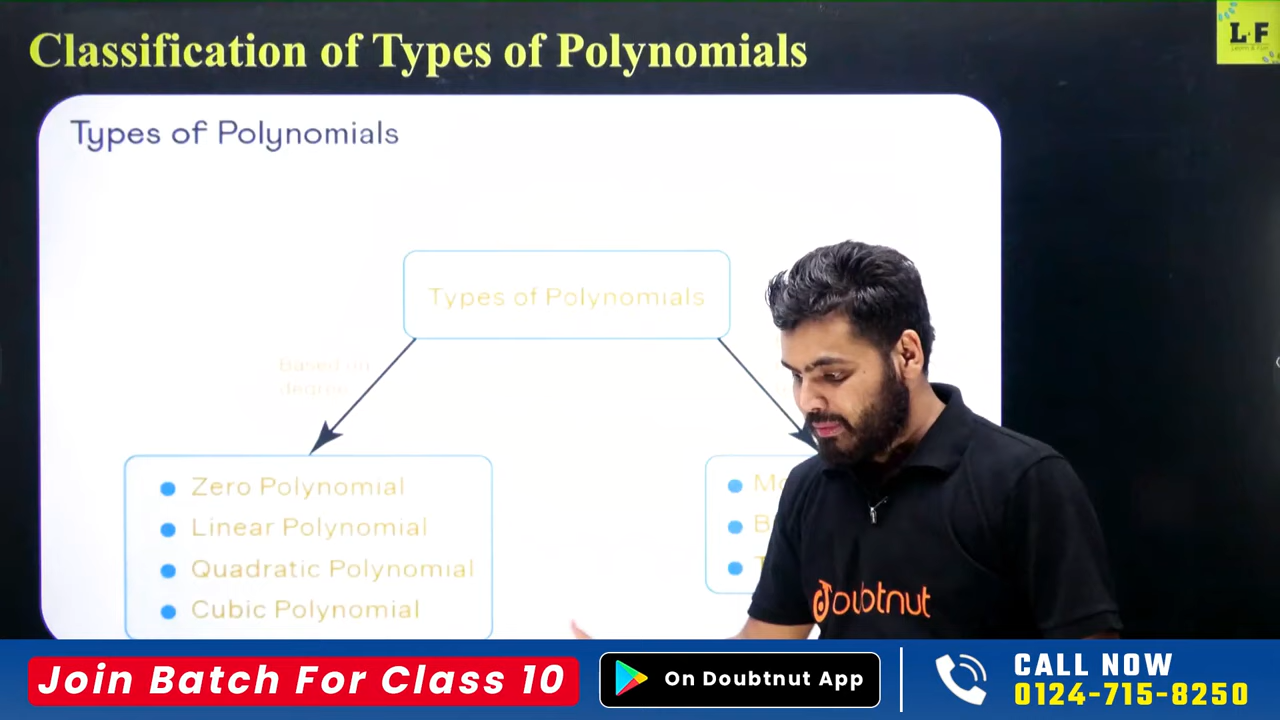 Classification of Types of Polynomials
L·F
Types of Polynomials
Types of Polynomials
Based on
degree
Zero Polynomial
Linear Polynomial
Quadratic Polynomial
Cubic Polynomial
doubtnut
Join Batch For Class 10
On Doubtnut App
CALL NOW
0124-715-8250